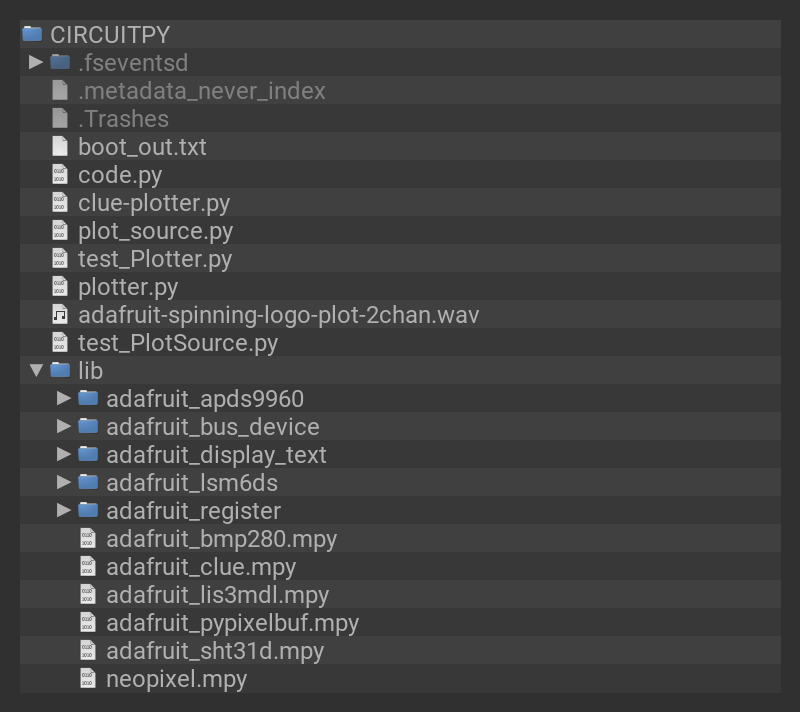 CIRCUITPY
.fseventsd
.metadata_never_index
.Trashes
boot_out.txt
code.py
clue-plotter.py
plot_source.py
test_Plotter.py
plotter.py
adafruit-spinning-logo-plot-2chan.wav
test_PlotSource.py
lib
adafruit_apds9960
adafruit_bus_device
adafruit_display_text
adafruit_lsm6ds
adafruit_register
adafruit_bmp280.mpy
adafruit_clue.mpy
adafruit_lis3mdl.mpy
adafruit_pypixelbuf.mpy
adafruit_sht31d.mpy
neopixel.mpy